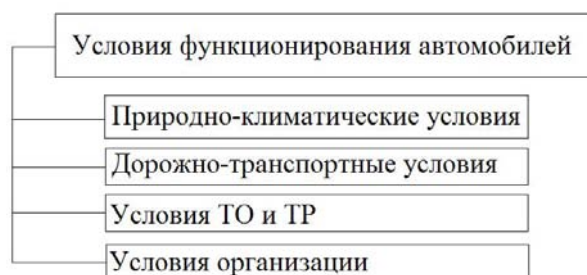 Условия функционирования автомобилей
Природно-климатические условия
Дорожно-транспортные условия
Условия ТО и ТР
Условия организации